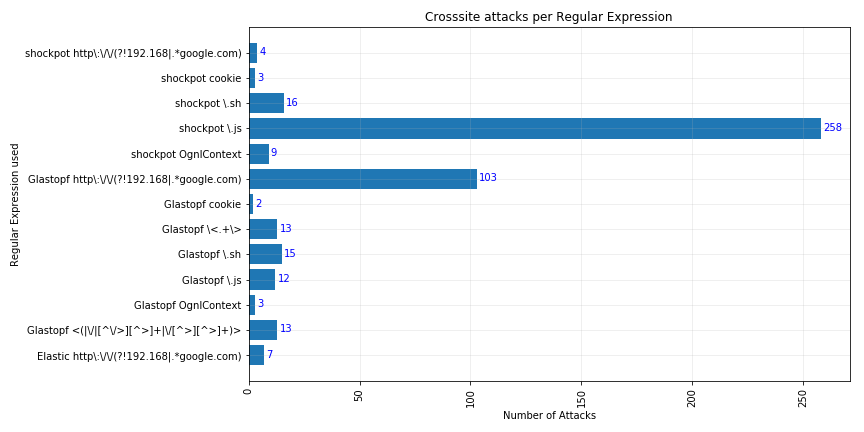 Crosssite attacks per Regular Expression
Regular Expression used
shockpot http\:\/\/(?!192.168|.*google.com)
4
shockpot cookie
3
shockpot \.sh
16
shockpot \.js
258
shockpot OgnlContext
9
Glastopf http\:\/\/(?!192.168|.*google.com)
103
Glastopf cookie
2
Glastopf \<.+\>
13
Glastopf \.sh
15
Glastopf \.js
12
Glastopf OgnlContext
3
Glastopf <(|\/|[^\/>][^>]+|\/[^>][^>]+)>
13
Elastic http\:\/\/(?!192.168|.*google.com)
7
0
50
100
150
200
250
Number of Attacks